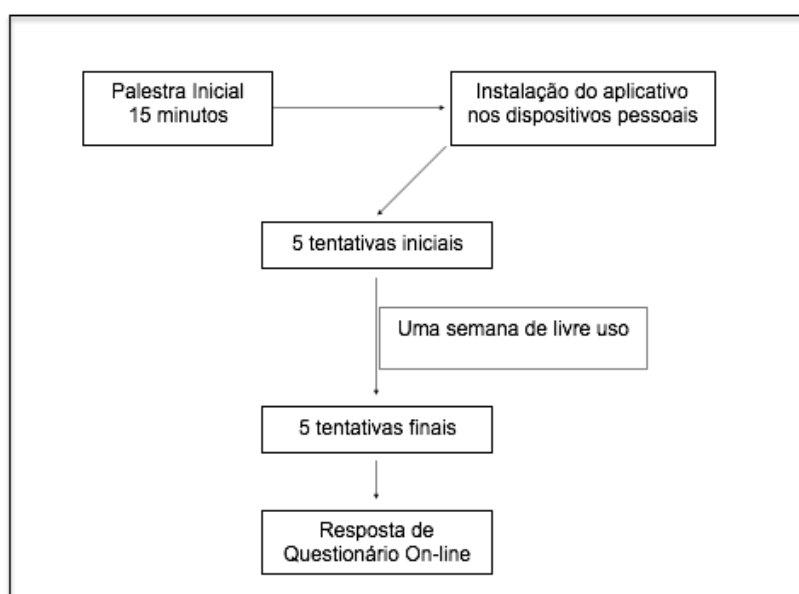 Palestra Inicial
15 minutos
Instalação do aplicativo
nos dispositivos pessoais
5 tentativas iniciais
Uma semana de livre uso
5 tentativas finais
Resposta de
Questionário On-line